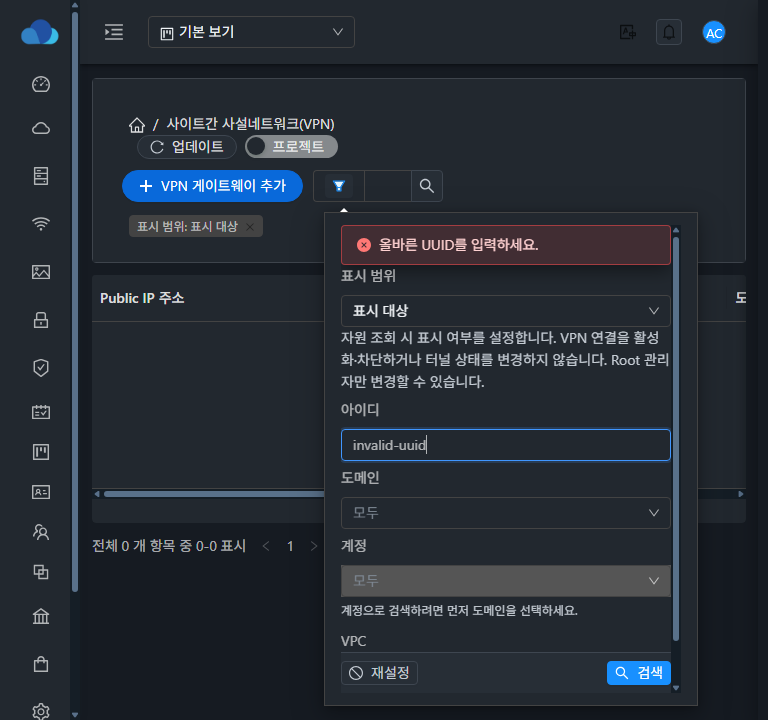 기본 보기
AC
/ 사이트간 사설네트워크(VPN)
업데이트
프로젝트
VPN 게이트웨이 추가
표시 범위: 표시 대상
올바른 UUID를 입력하세요.
표시 범위
표시 대상
자원 조회 시 표시 여부를 설정합니다. VPN 연결을 활성
화·차단하거나 터널 상태를 변경하지 않습니다. Root 관리
자만 변경할 수 있습니다.
아이디
invalid-uuid
도메인
모두
계정
모두
계정으로 검색하려면 먼저 도메인을 선택하세요.
VPC
재설정
검색
Public IP 주소
도
전체 0 개 항목 중 0-0 표시
1